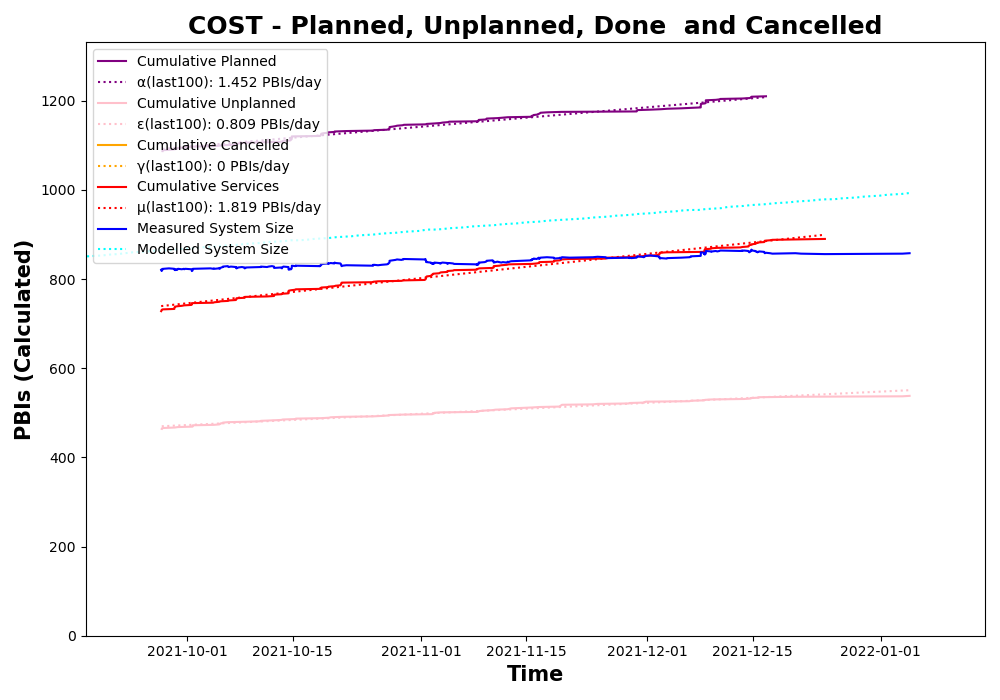 COST - Planned, Unplanned, Done  and Cancelled
Cumulative Planned
α(last100): 1.452 PBIs/day
Cumulative Unplanned
ε(last100): 0.809 PBIs/day
Cumulative Cancelled
γ(last100): 0 PBIs/day
Cumulative Services
μ(last100): 1.819 PBIs/day
Measured System Size
Modelled System Size
PBIs (Calculated)
1200
1000
800
600
400
200
0
2021-10-01 2021-10-15 2021-11-01 2021-11-15 2021-12-01 2021-12-15 2022-01-01
Time